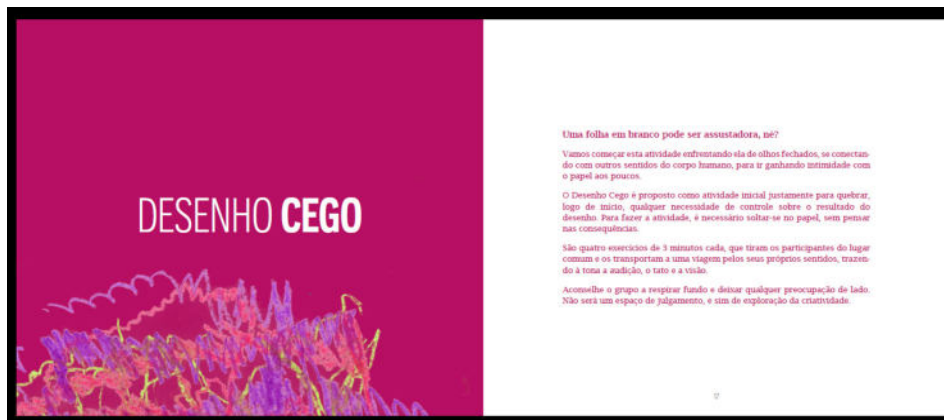 DESENHO CEGO
Uma folha em branco pode ser assustadora, né?
Vamos começar esta atividade enfrentando ela de olhos fechados, se conectan-
do com outros sentidos do corpo humano, para ir ganhando intimidade com
o papel aos poucos.
O Desenho Cego é proposto como atividade inicial justamente para quebrar,
logo de início, qualquer necessidade de controle sobre o resultado do
desenho. Para fazer a atividade, é necessário soltar-se no papel, sem pensar
nas consequências.
São quatro exercícios de 3 minutos cada, que tiram os participantes do lugar
comum e os transportam a uma viagem pelos seus próprios sentidos, trazen-
do à tona a audição, o tato e a visão.
Aconselhe o grupo a respirar fundo e deixar qualquer preocupação de lado.
Não será um espaço de julgamento, e sim de exploração da criatividade.